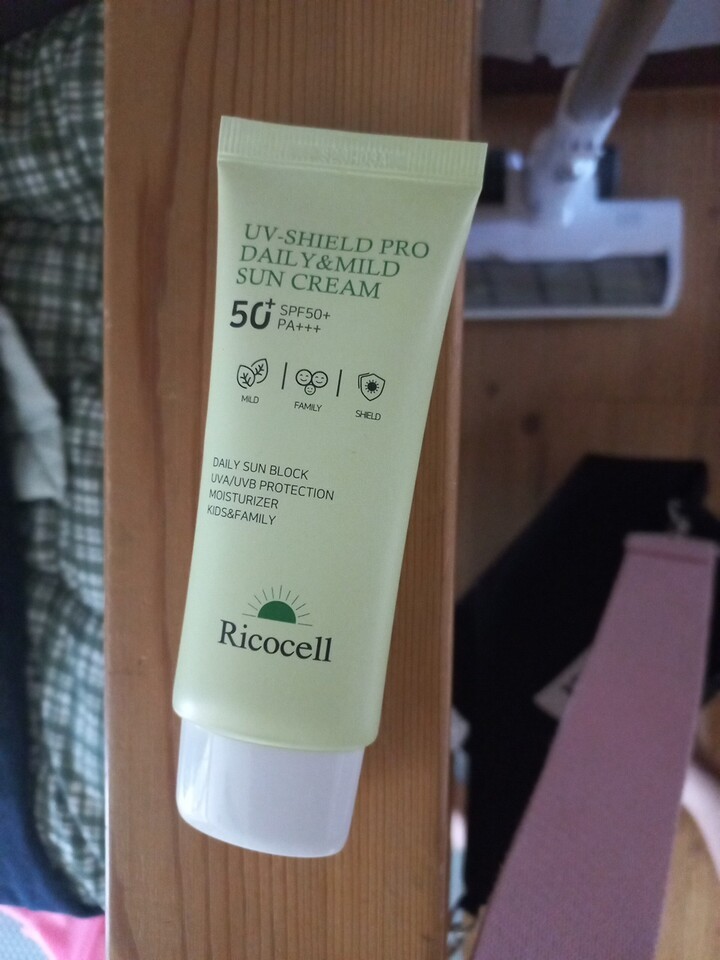 UV-SHIELD PRO
DAILY&MILD
SUN CREAM
50+ SPF50+
PA+++
MILD
FAMILY
SHIELD
DAILY SUN BLOCK
UVA/UVB PROTECTION
MOISTURIZER
KIDS&FAMILY
Ricocell